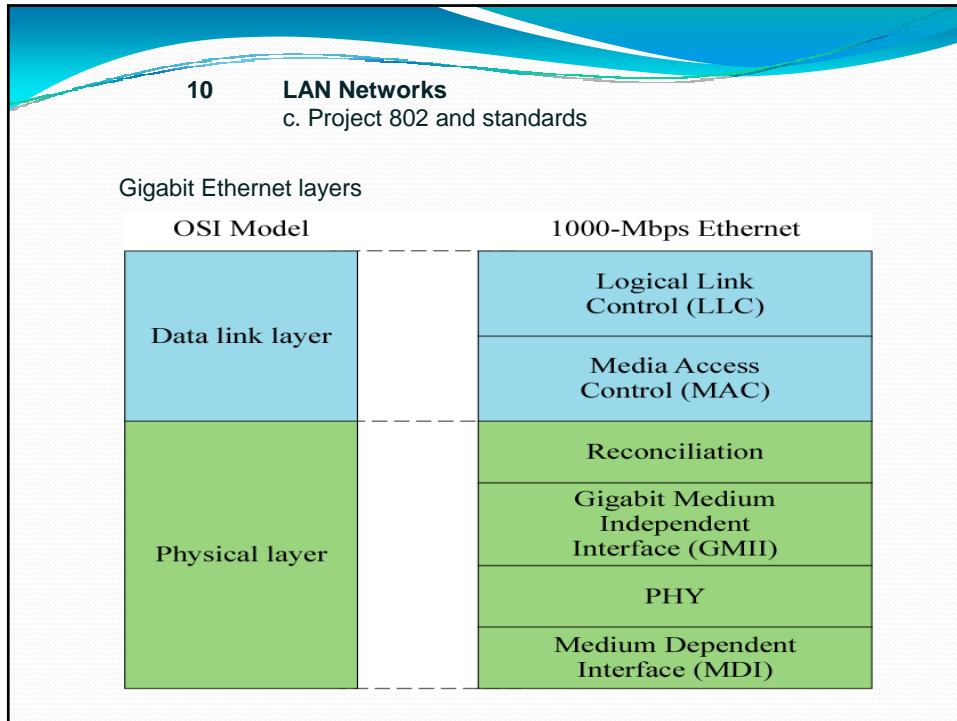 10 LAN Networks
c. Project 802 and standards
Gigabit Ethernet layers
OSI Model 1000-Mbps Ethernet
Data link layer
Logical Link
Control (LLC)
Media Access
Control (MAC)
Physical layer
Reconciliation
Gigabit Medium
Independent
Interface (GMII)
PHY
Medium Dependent
Interface (MDI)